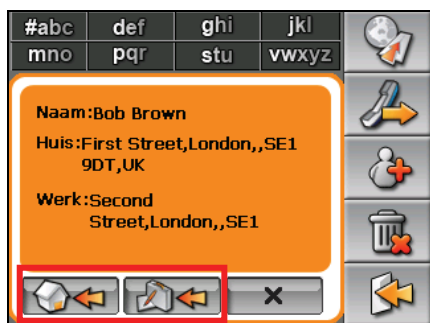 #abc def ghi jkl
mno pqr stu vwxyz
Naam:Bob Brown
Huis:First Street,London,,SE1
9DT,UK
Werk:Second
Street,London,,SE1